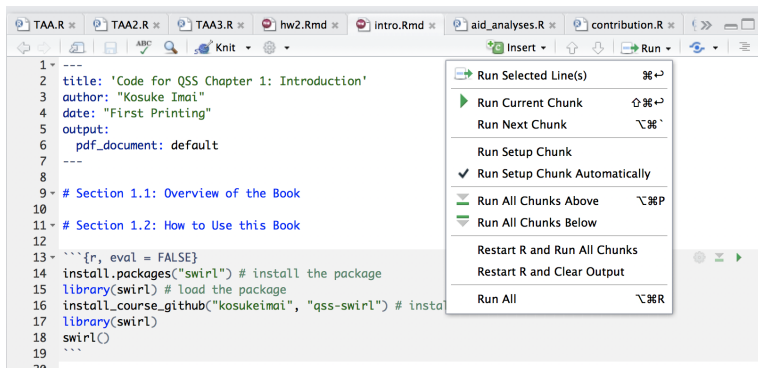 TAA.R TAA2.R TAA3.R hw2.Rmd intro.Rmd aid_analyses.R contribution.R
ABC Knit Insert Run
1 ---
2 title: 'Code for QSS Chapter 1: Introduction'
3 author: "Kosuke Imai"
4 date: "First Printing"
5 output:
6 pdf_document: default
7 ---
8
9 # Section 1.1: Overview of the Book
10
11 # Section 1.2: How to Use this Book
12
13 ```{r, eval = FALSE}
14 install.packages("swirl") # install the package
15 library(swirl) # load the package
16 install_course_github("kosukeimai", "qss-swirl") # instal
17 library(swirl)
18 swirl()
19 ```
20
Run Selected Line(s) ⌘↩
Run Current Chunk ⇧⌘↩
Run Next Chunk ⌥⌘`
Run Setup Chunk
✓ Run Setup Chunk Automatically
Run All Chunks Above ⌥⌘P
Run All Chunks Below
Restart R and Run All Chunks
Restart R and Clear Output
Run All ⌥⌘R